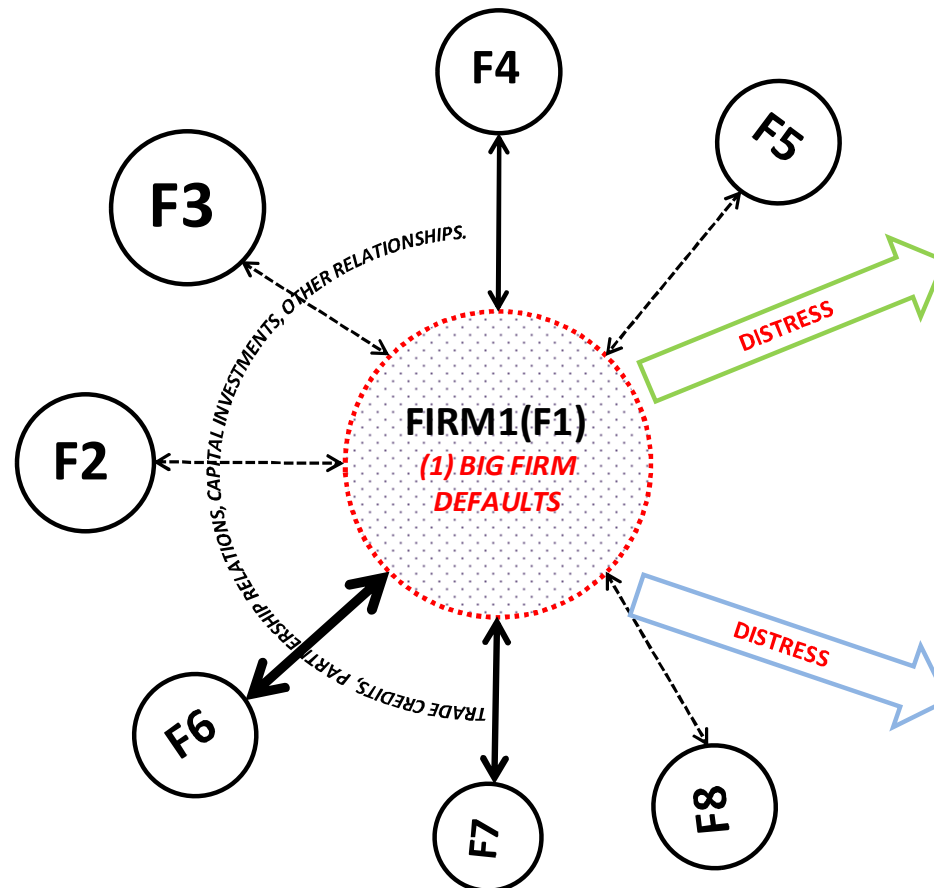 F4
F5
F3
TRADE CREDITS, PARTNERSHIP RELATIONS, CAPITAL INVESTMENTS, OTHER RELATIONSHIPS.
DISTRESS
FIRM1(F1)
(1) BIG FIRM
DEFAULTS
F2
DISTRESS
F6
F7
F8